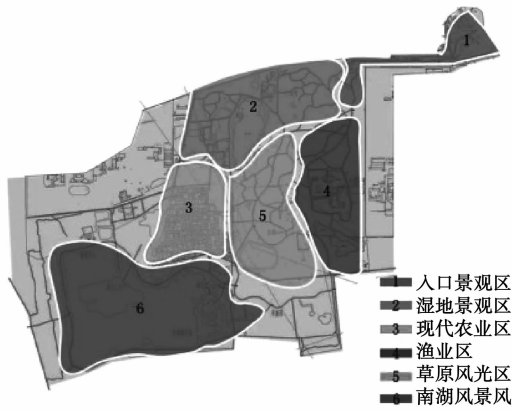 1
2
4
3
5
6
1 入口景观区
2 湿地景观区
3 现代农业区
4 渔业区
5 草原风光区
6 南湖风景风